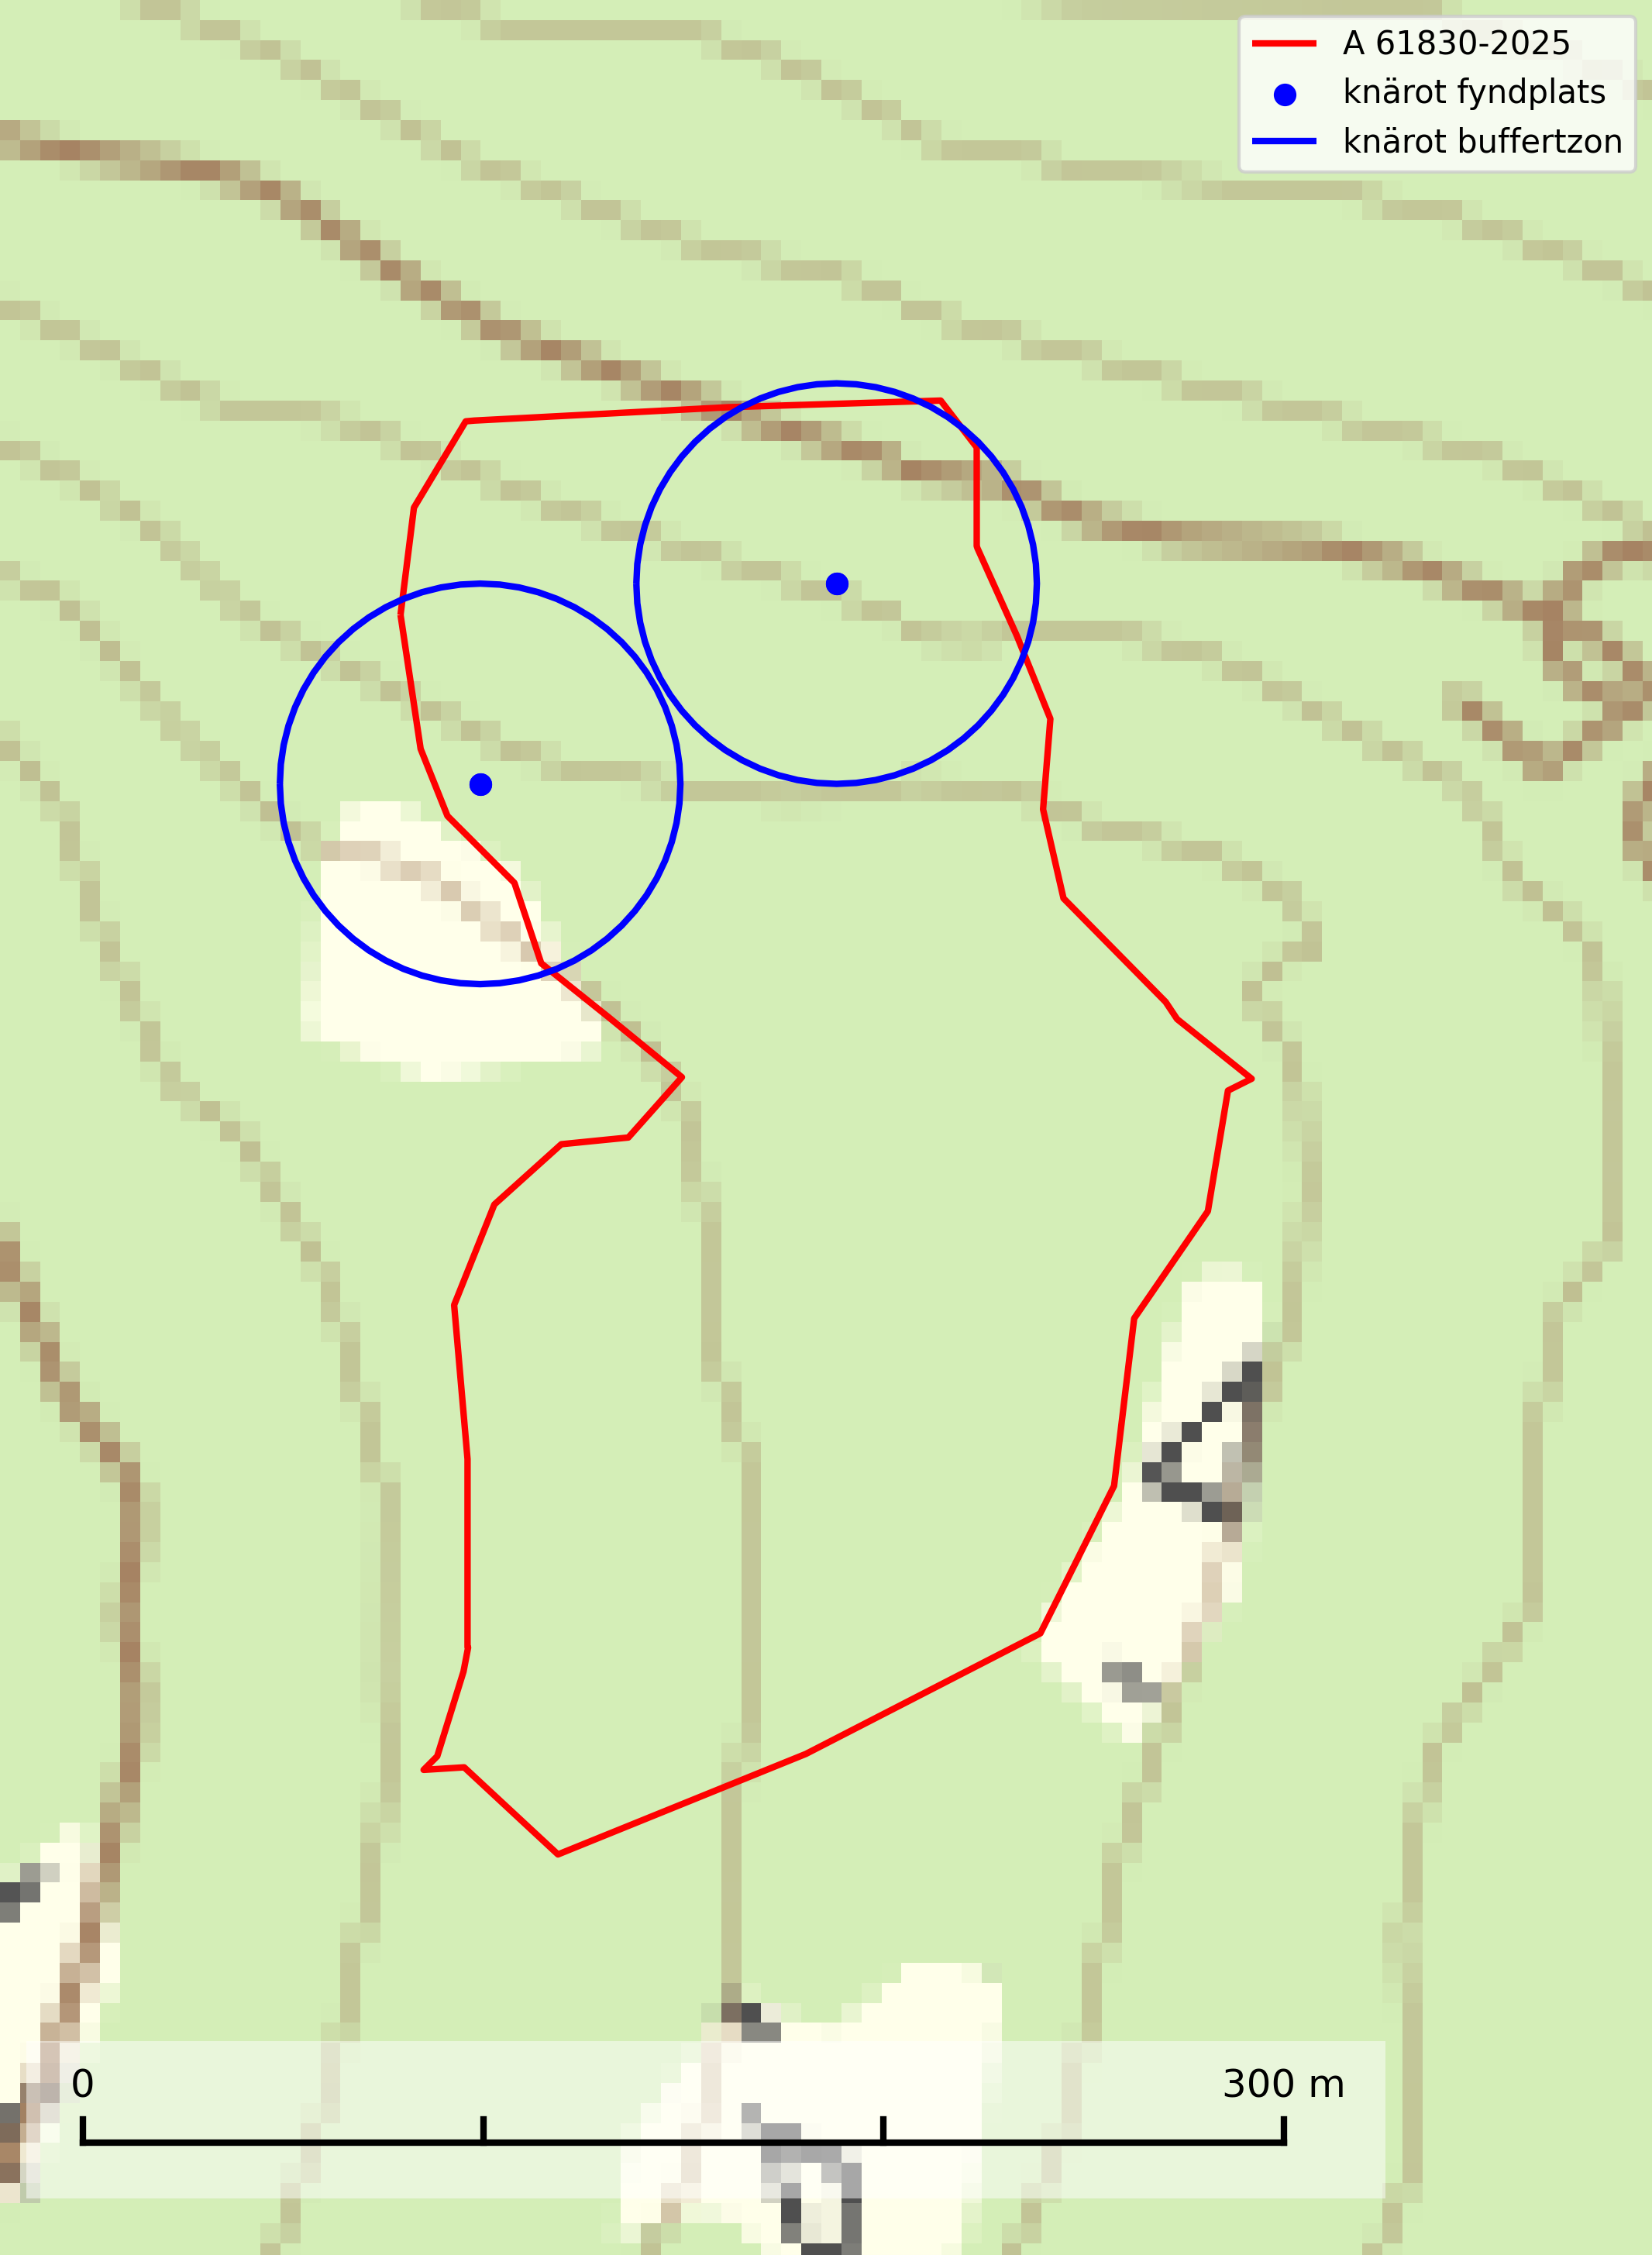 A 61830-2025
knärot fyndplats
knärot buffertzon
0
300 m